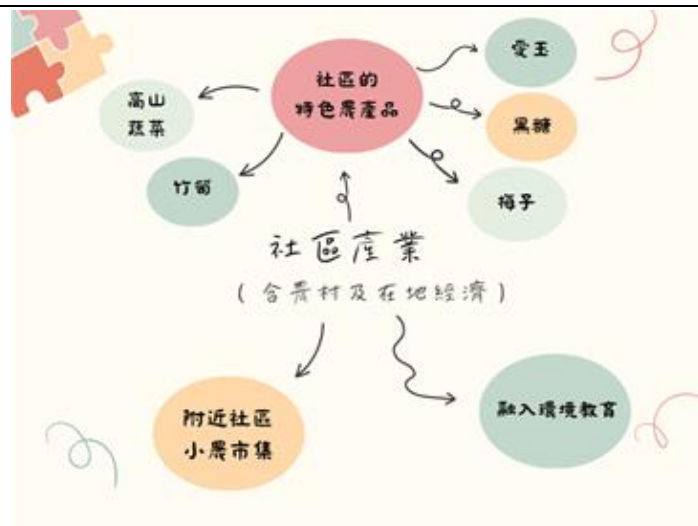 社區的
特色農產品
愛玉
高山
蔬菜
黑糖
竹筍
梅子
社區產業
(含農村及在地經濟)
附近社區
小農市集
融入環境教育